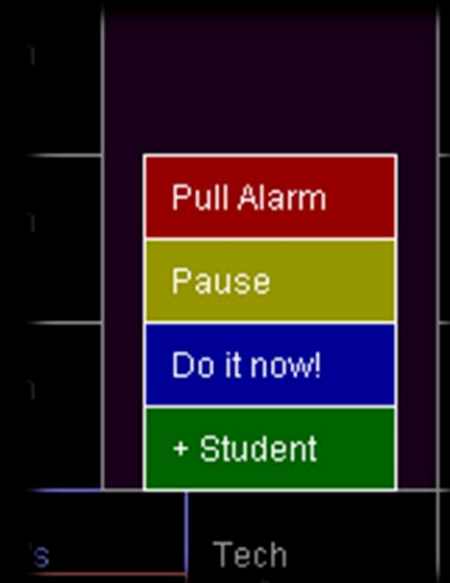 Pull Alarm
Pause
Do it now!
+ Student
's
Tech